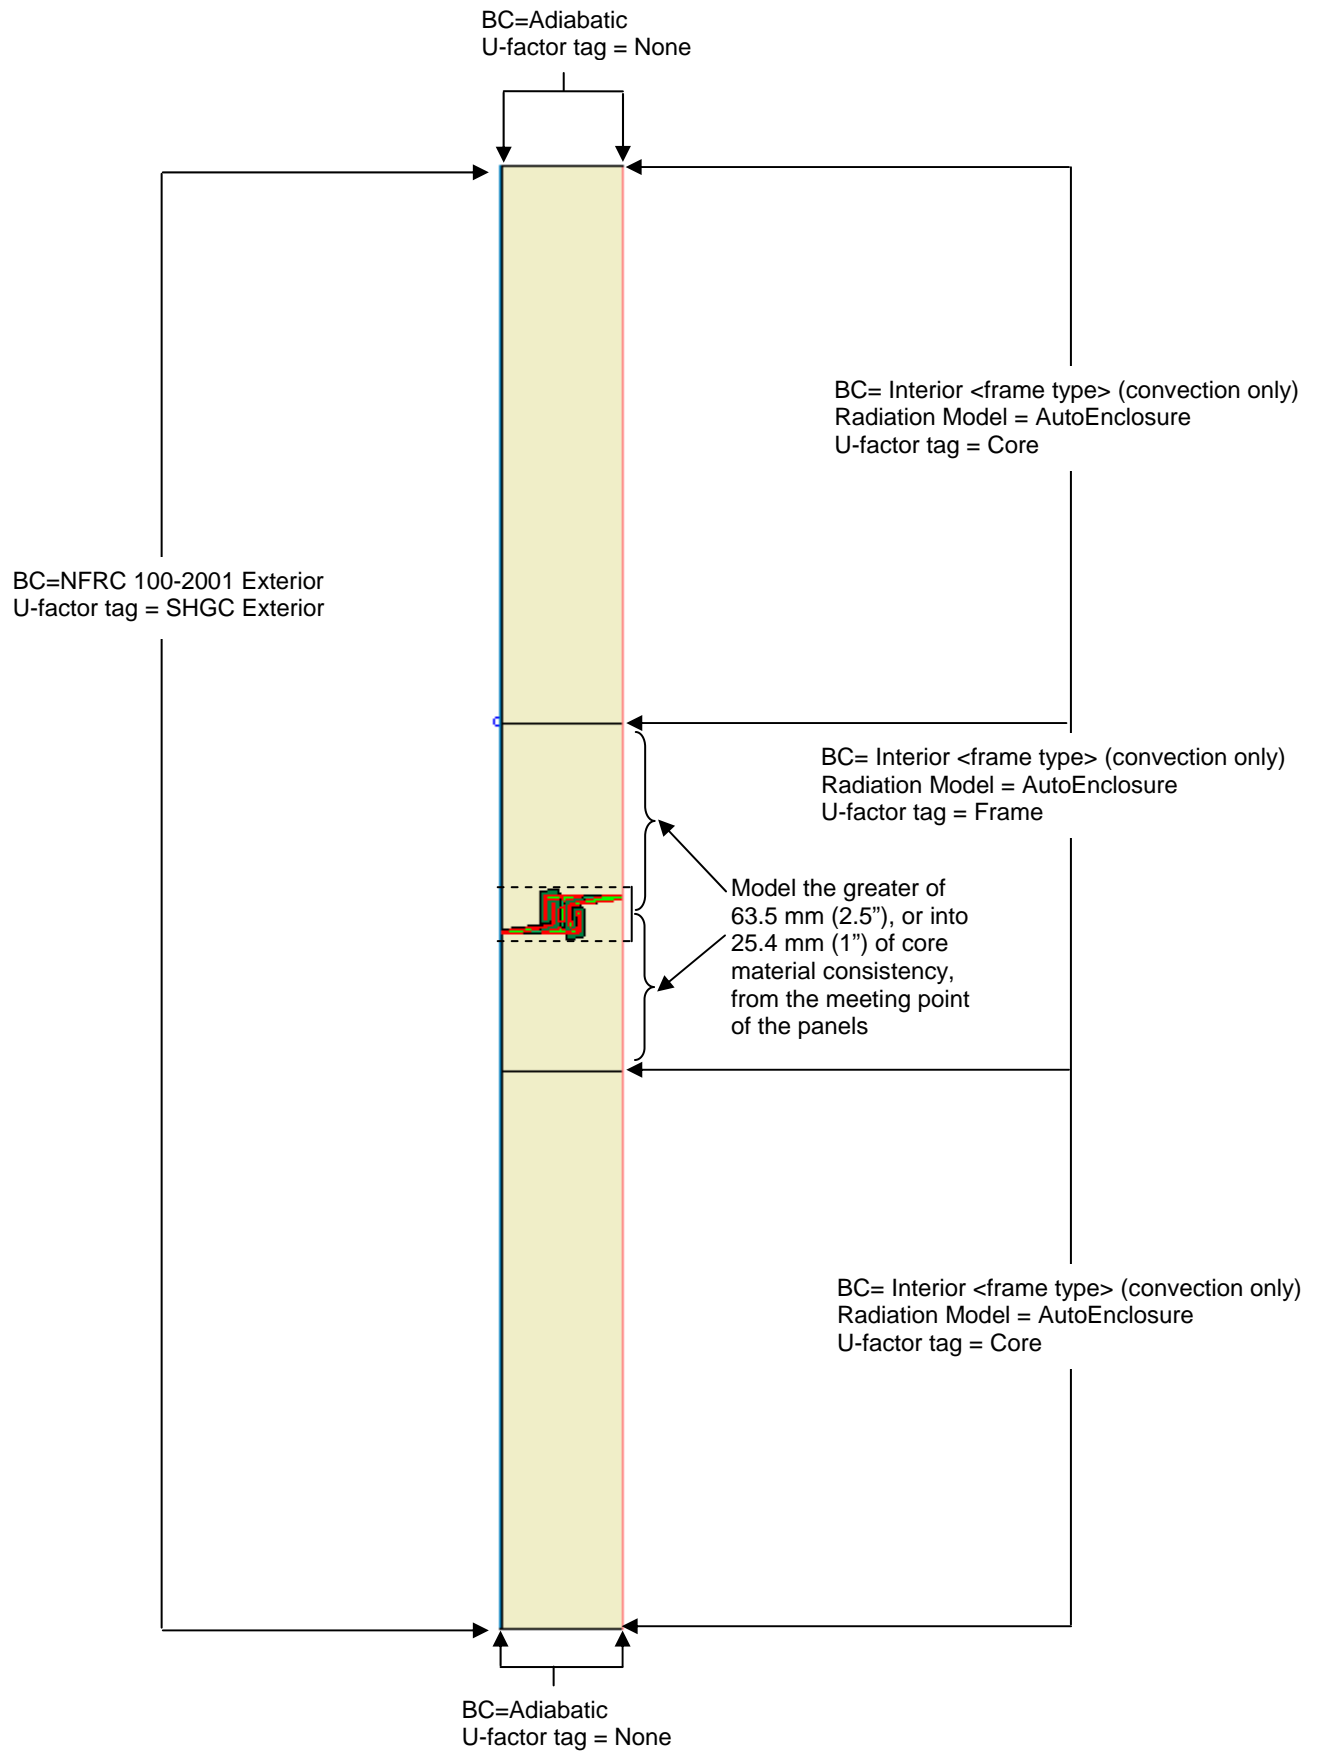 BC=Adiabatic
U-factor tag = None
BC= Interior <frame type> (convection only)
Radiation Model = AutoEnclosure
U-factor tag = Core
BC=NFRC 100-2001 Exterior
U-factor tag = SHGC Exterior
BC= Interior <frame type> (convection only)
Radiation Model = AutoEnclosure
U-factor tag = Frame
Model the greater of
63.5 mm (2.5”), or into
25.4 mm (1”) of core
material consistency,
from the meeting point
of the panels
BC= Interior <frame type> (convection only)
Radiation Model = AutoEnclosure
U-factor tag = Core
BC=Adiabatic
U-factor tag = None